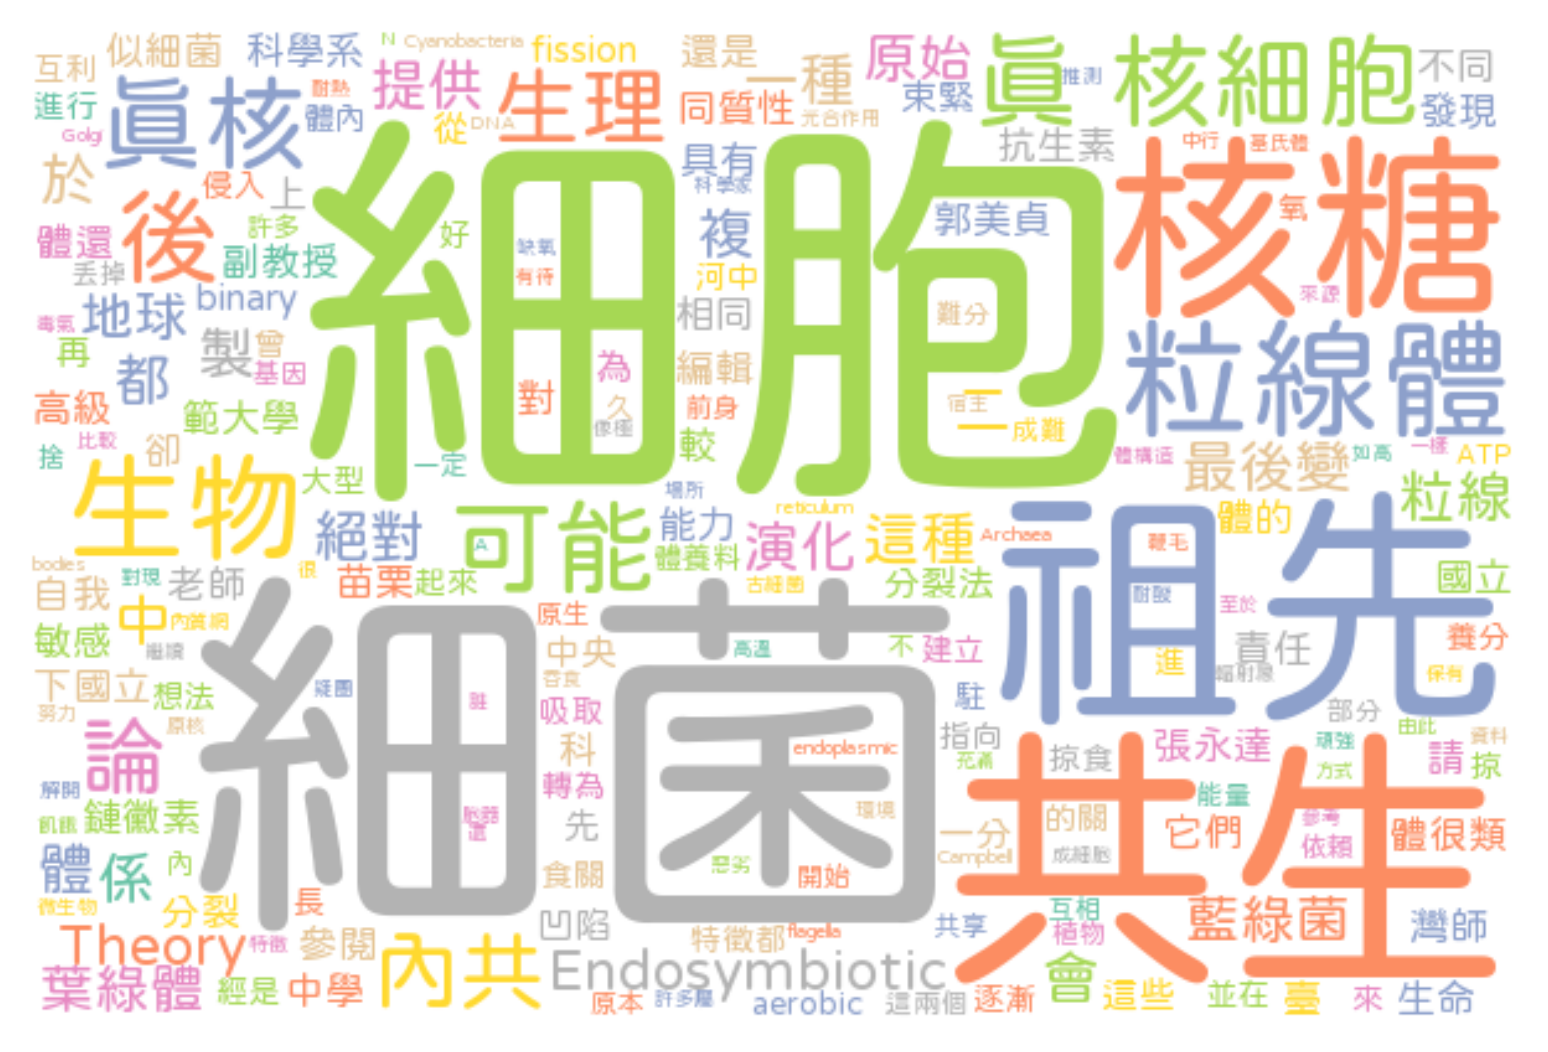 互利
似細菌
科學系
N
Cyanobacteria
fission
還是
一種
原始
眞
核細胞
不同
進行
眞核
耐熱
提供
生理
同質性
束緊
推測
發現
Golgi
體內
從
DNA
光合作用
於
侵入
上
細胞
具有
科學家
抗生素
中行
基氏體
核糖
後
許多
好
缺氧
複
郭美貞
氧
體還
丟掉
副教授
有待
河中
地球
binary
相同
難分
來源
毒氣
再
製
曾
基因
為
編輯
粒線體
都
高級
範大學
對
久
像極
前身
宿主
二
成難
捨
比較
卻
一定
較
體構造
最後變
如高
一樣
ATP
生物
大型
場所
粒線
絕對
可能
能力
reticulum
演化
這種
Archaea
祖先
體的
鞭毛
A
體養料
bodies
自我
對現
老師
很
苗栗
起來
古細菌
分裂法
耐酸
至於
國立
敏感
中
內質網
細菌
原生
繼續
中央
高溫
不
建立
進
責任
養分
輻射線
保有
下國立
想法
疑團
吞食
駐
努力
原核
論
吸取
指向
部分
由此
張永達
頑強
資料
科
endoplasmic
充滿
掠食
共生
方式
請
掠
解開
轉為
能量
飢餓
鏈黴素
先
環境
一分
的關
它們
參考
依賴
體很類
Campbell
成細胞
體
係
內
食關
惡劣
開始
微生物
分裂
長
凹陷
共享
互相
植物
藍綠菌
灣師
Theory
特徵
參閱
內共
特徵都
flagella
Endosymbiotic
葉綠體
經是
中學
會
原本
許多屬
aerobic
這兩個
逐漸
這些
並在
臺
來
生命